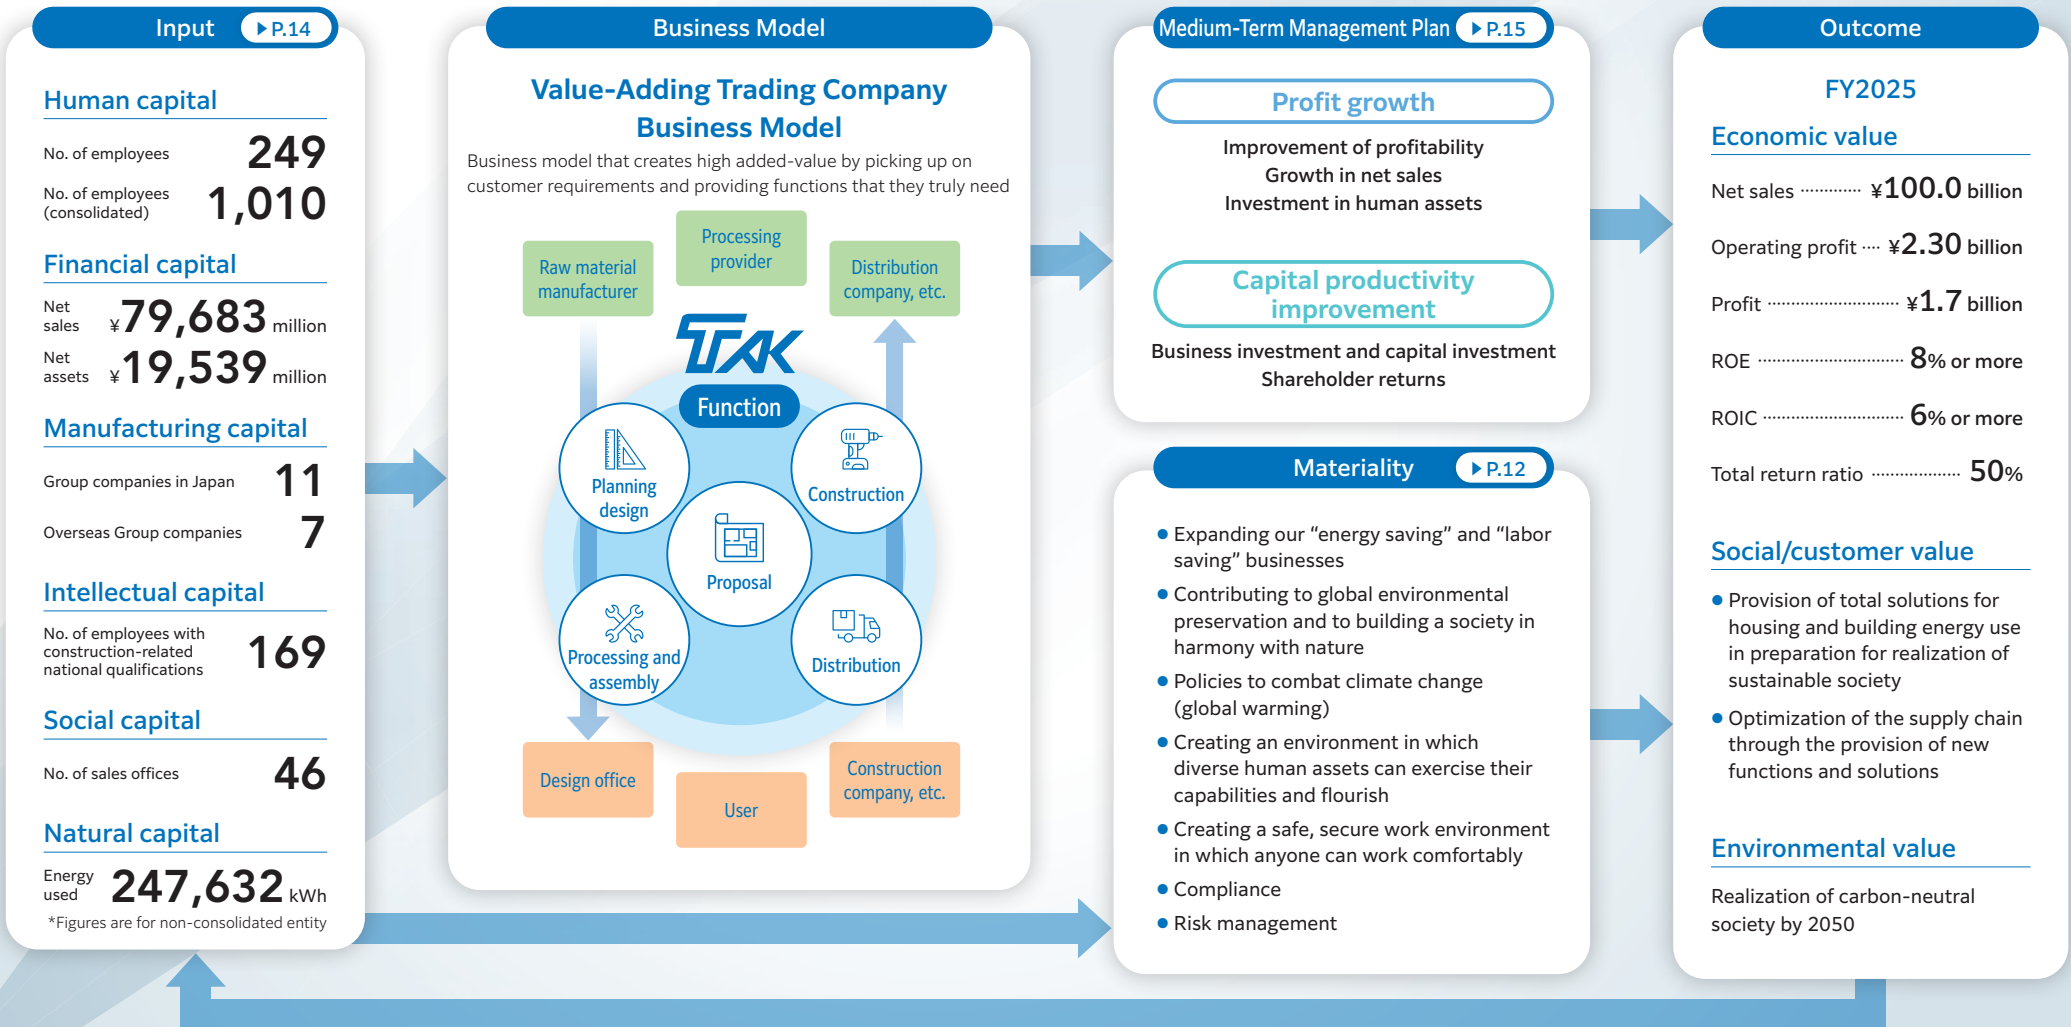 Input ▶P.14
Human capital
No. of employees 249
No. of employees
(consolidated) 1,010
Financial capital
Net
sales ¥79,683 million
Net
assets ¥19,539 million
Manufacturing capital
Group companies in Japan 11
Overseas Group companies 7
Intellectual capital
No. of employees with
construction-related
national qualifications 169
Social capital
No. of sales offices 46
Natural capital
Energy
used 247,632 kWh
*Figures are for non-consolidated entity
Business Model
Value-Adding Trading Company
Business Model
Business model that creates high added-value by picking up on
customer requirements and providing functions that they truly need
Raw material
manufacturer
Processing
provider
Distribution
company, etc.
TAK
Function
Planning
design
Construction
Proposal
Processing and
assembly
Distribution
Design office
User
Construction
company, etc.
Medium-Term Management Plan ▶P.15
Profit growth
Improvement of profitability
Growth in net sales
Investment in human assets
Capital productivity
improvement
Business investment and capital investment
Shareholder returns
Materiality ▶P.12
● Expanding our “energy saving” and “labor
saving” businesses
● Contributing to global environmental
preservation and to building a society in
harmony with nature
● Policies to combat climate change
(global warming)
● Creating an environment in which
diverse human assets can exercise their
capabilities and flourish
● Creating a safe, secure work environment
in which anyone can work comfortably
● Compliance
● Risk management
Outcome
FY2025
Economic value
Net sales ············· ¥100.0 billion
Operating profit ···· ¥2.30 billion
Profit ···························· ¥1.7 billion
ROE ······························· 8% or more
ROIC ······························ 6% or more
Total return ratio ··················· 50%
Social/customer value
● Provision of total solutions for
housing and building energy use
in preparation for realization of
sustainable society
● Optimization of the supply chain
through the provision of new
functions and solutions
Environmental value
Realization of carbon-neutral
society by 2050